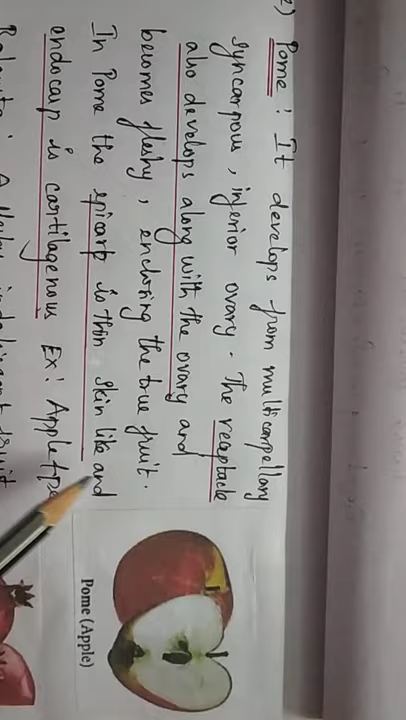 2) Pome : It develops from multicarpellary
syncarpous, inferior ovary. The receptacle
also develops along with the ovary and
becomes fleshy, enclosing the true fruit.
In Pome the epicarp is thin skin like and
endocarp is cartilagenous Ex: Apple
Pome (Apple)